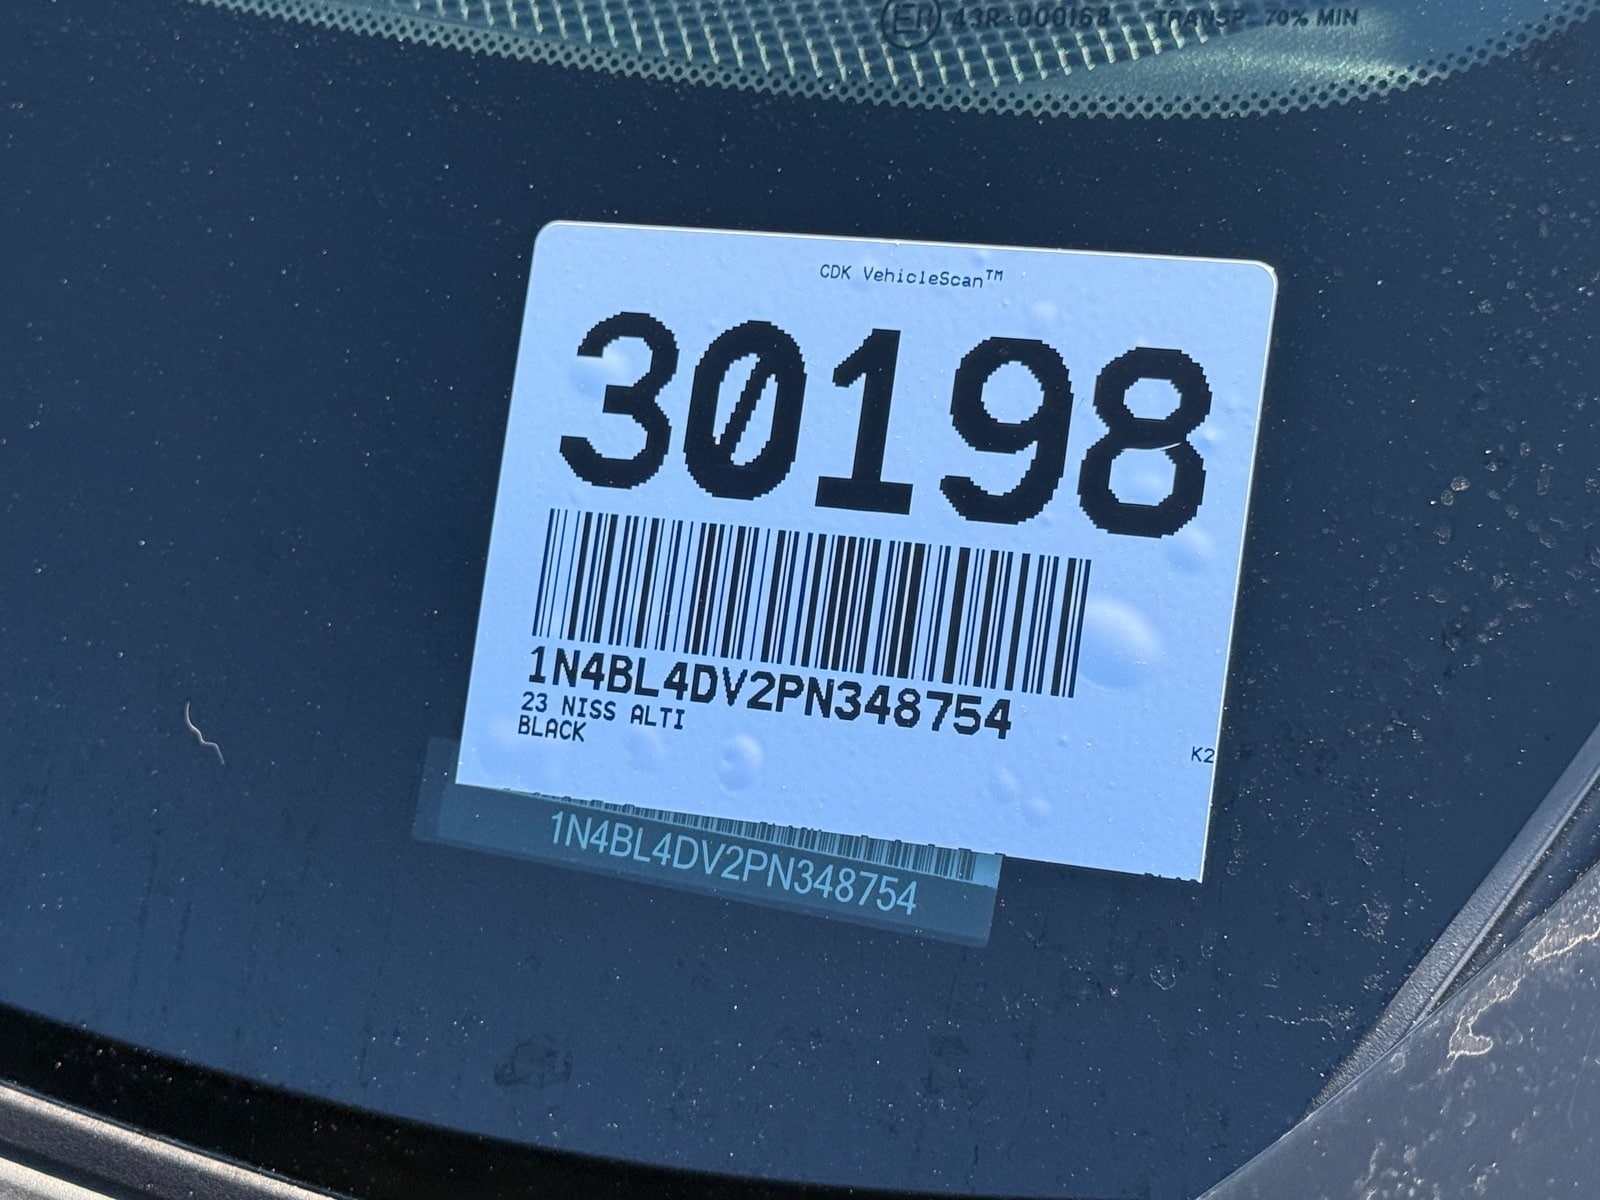 43R-000168 TRANSP. 70% MIN
CDK VehicleScan™
30198
1N4BL4DV2PN348754
23 NISS ALTI
BLACK
K2
1N4BL4DV2PN348754